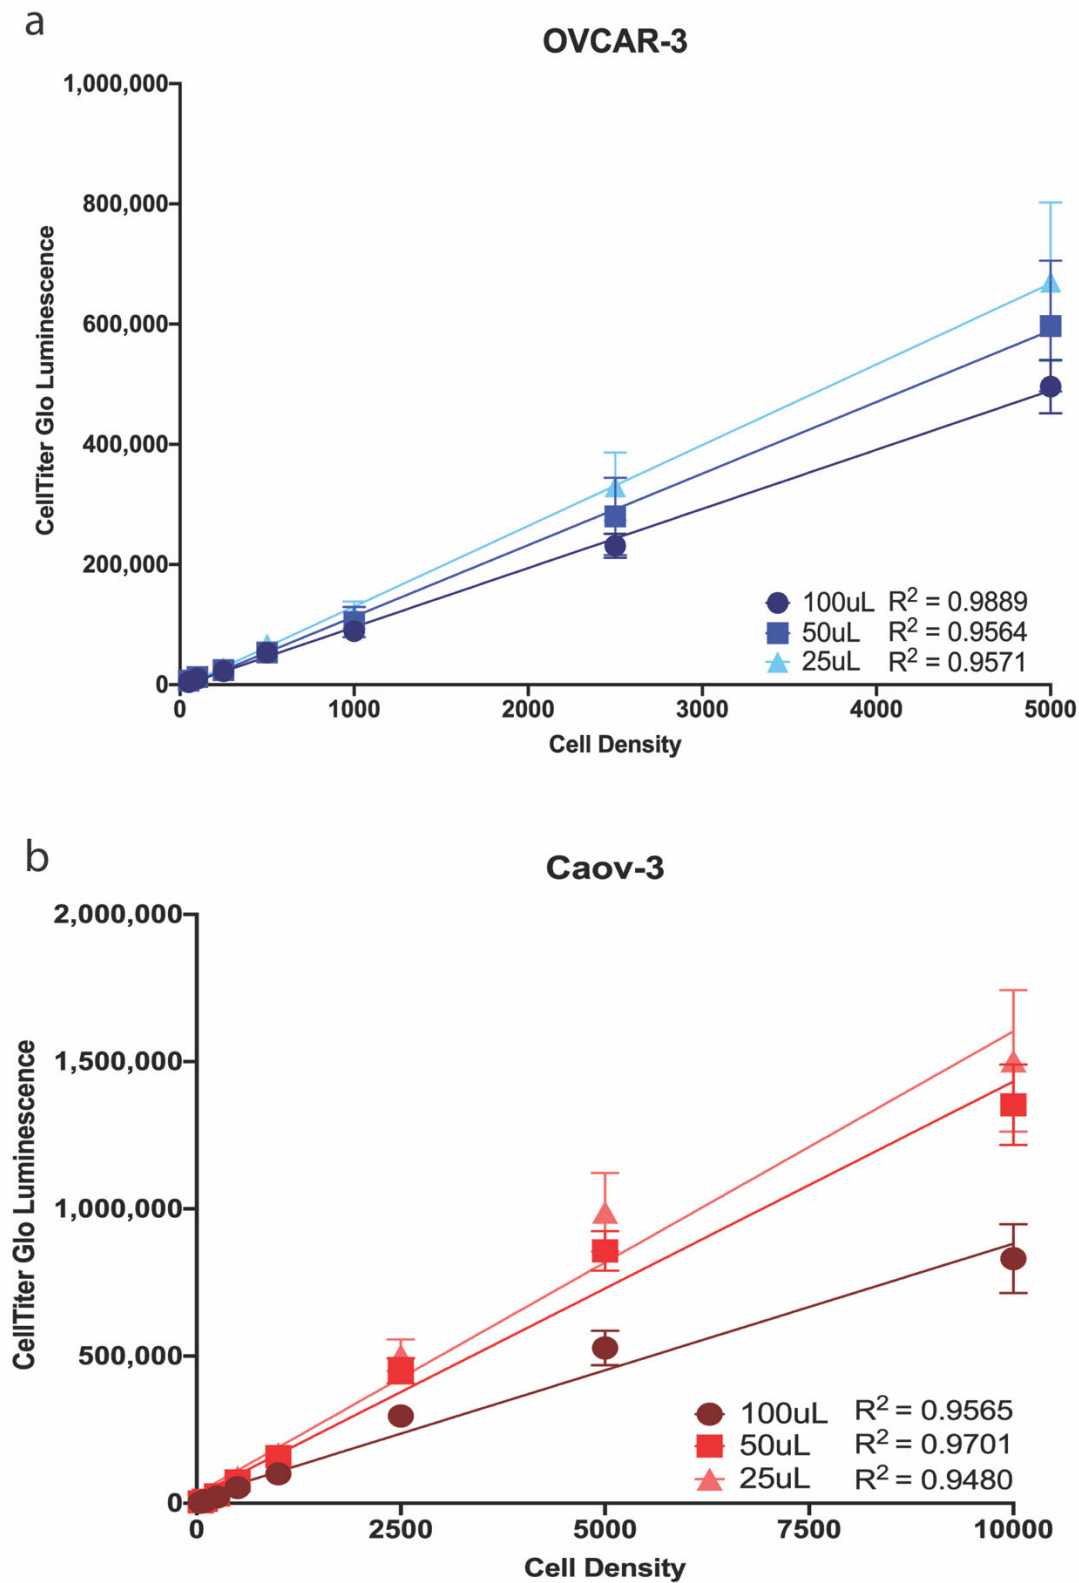 a
OVCAR-3
1,000,000
800,000
600,000
400,000
200,000
0
CellTiter Glo Luminescence
100uL R² = 0.9889
50uL R² = 0.9564
25uL R² = 0.9571
0 1000 2000 3000 4000 5000
Cell Density
b
Caov-3
2,000,000
1,500,000
1,000,000
500,000
0
CellTiter Glo Luminescence
100uL R² = 0.9565
50uL R² = 0.9701
25uL R² = 0.9480
0 2500 5000 7500 10000
Cell Density